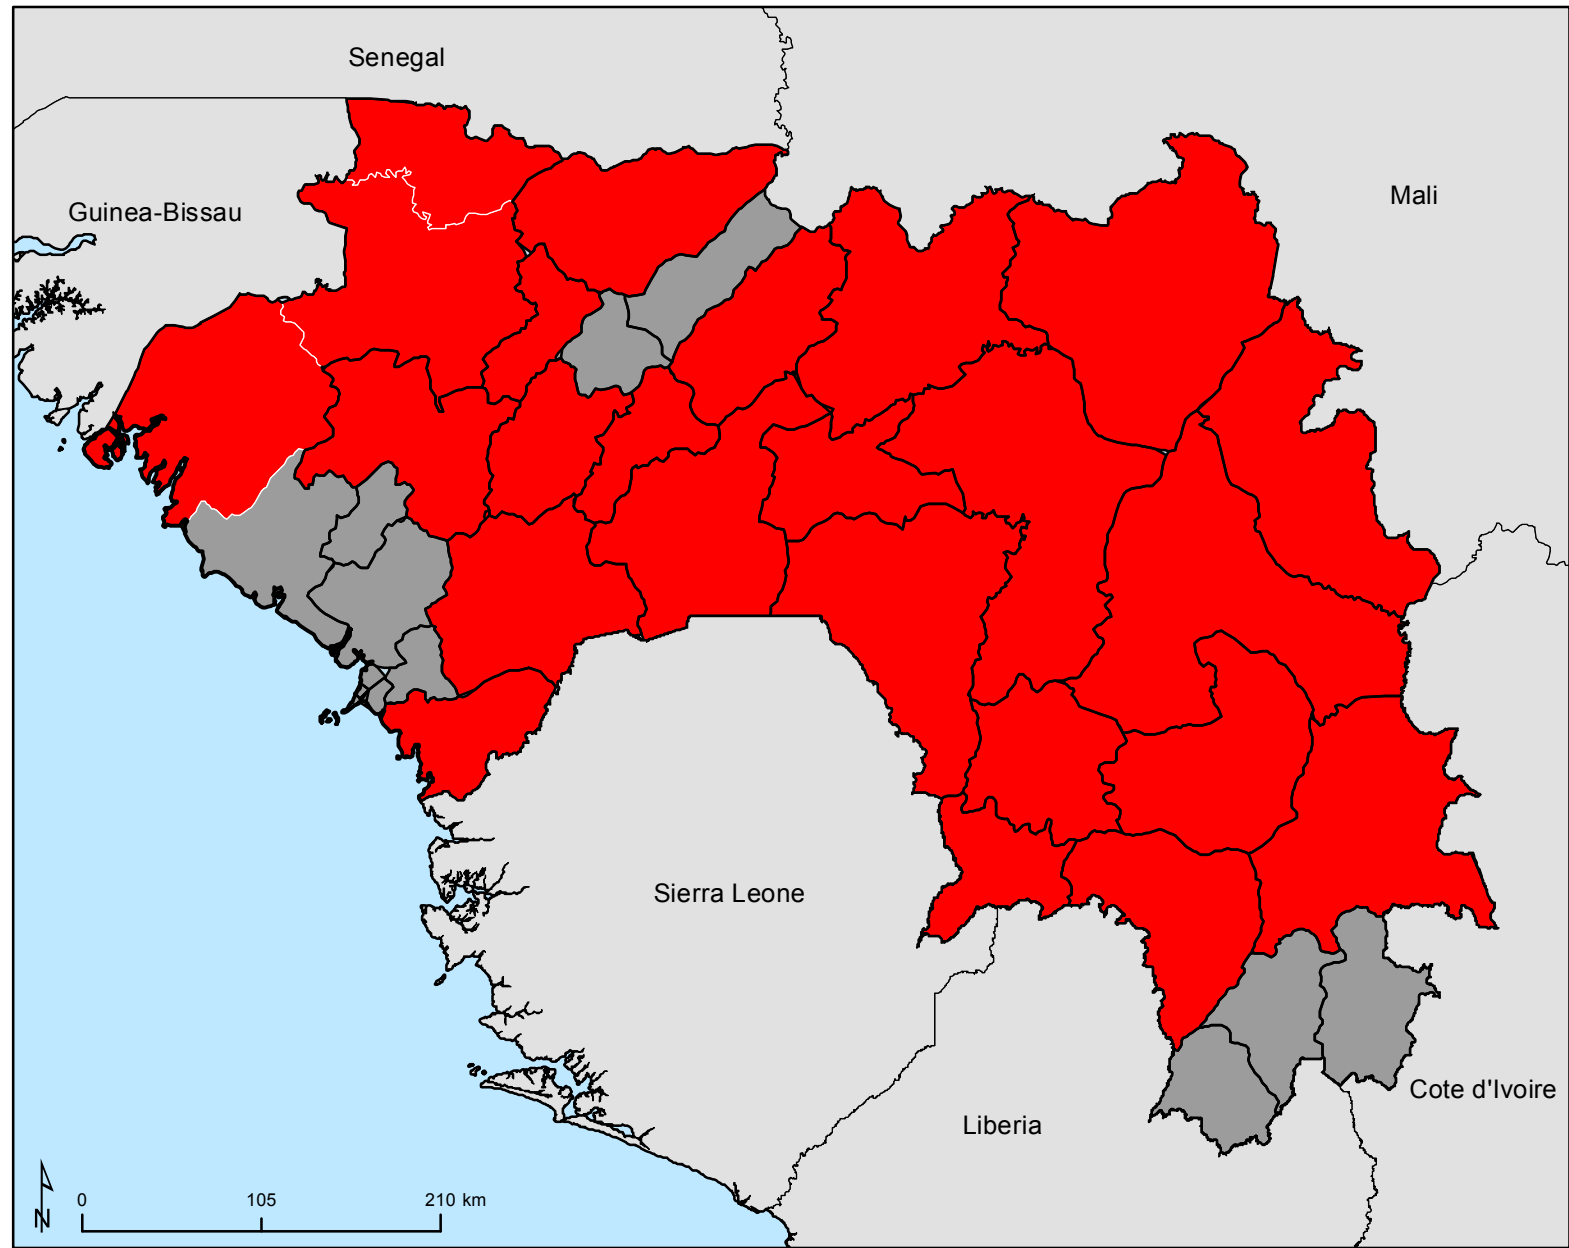 Senegal
Mali
Guinea-Bissau
Sierra Leone
Cote d'Ivoire
Liberia
N
0 105 210 km